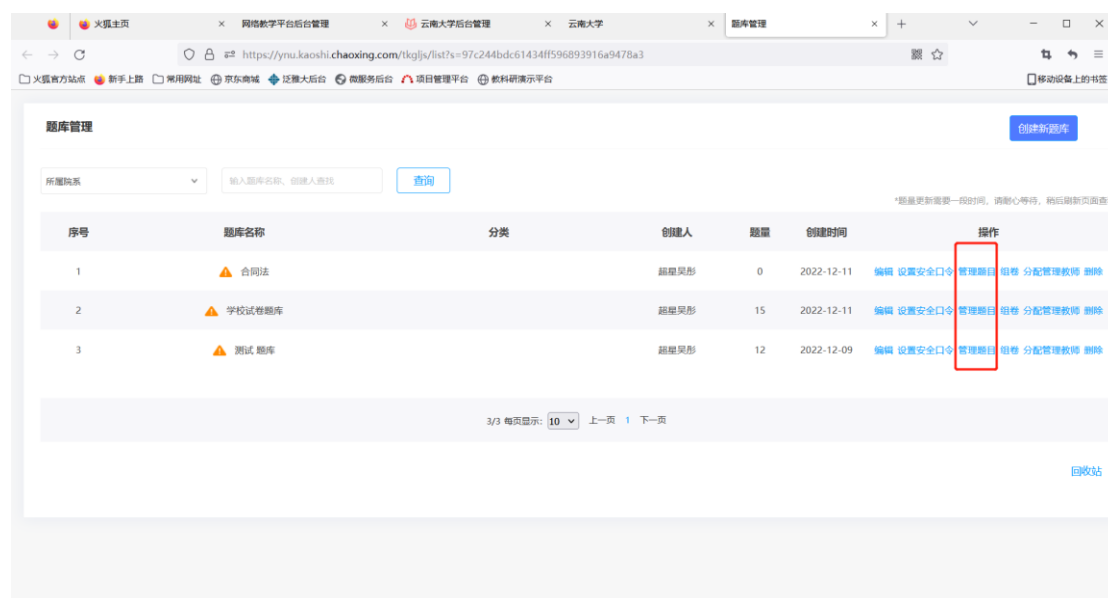 火狐主页 × 网络教学平台后台管理 × 云南大学后台管理 × 云南大学 × 题库管理 × +
https://ynu.kaoshi.chaoxing.com/tkgljs/list?s=97c244bdc61434ff596893916a9478a3
火狐官方站点 新手上路 常用网址 京东商城 泛雅大后台 微服务后台 项目管理平台 教科研演示平台 移动设备上的书签
题库管理 创建新题库
所属院系 输入题库名称、创建人查找 查询
*题量更新需要一段时间，请耐心等待，稍后刷新页面查
序号 题库名称 分类 创建人 题量 创建时间 操作
1 合同法 超星吴彤 0 2022-12-11 编辑 设置安全口令 管理题目 组卷 分配管理教师 删除
2 学校试卷题库 超星吴彤 15 2022-12-11 编辑 设置安全口令 管理题目 组卷 分配管理教师 删除
3 测试 题库 超星吴彤 12 2022-12-09 编辑 设置安全口令 管理题目 组卷 分配管理教师 删除
3/3 每页显示: 10 上一页 1 下一页
回收站